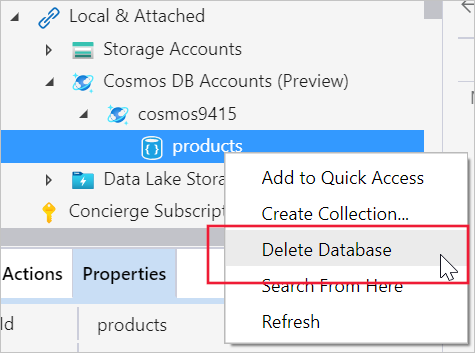 Local & Attached
Storage Accounts
Cosmos DB Accounts (Preview)
cosmos9415
products
Data Lake Stora
Concierge Subscript
Add to Quick Access
Create Collection...
Delete Database
Search From Here
Refresh
Actions Properties
Id products